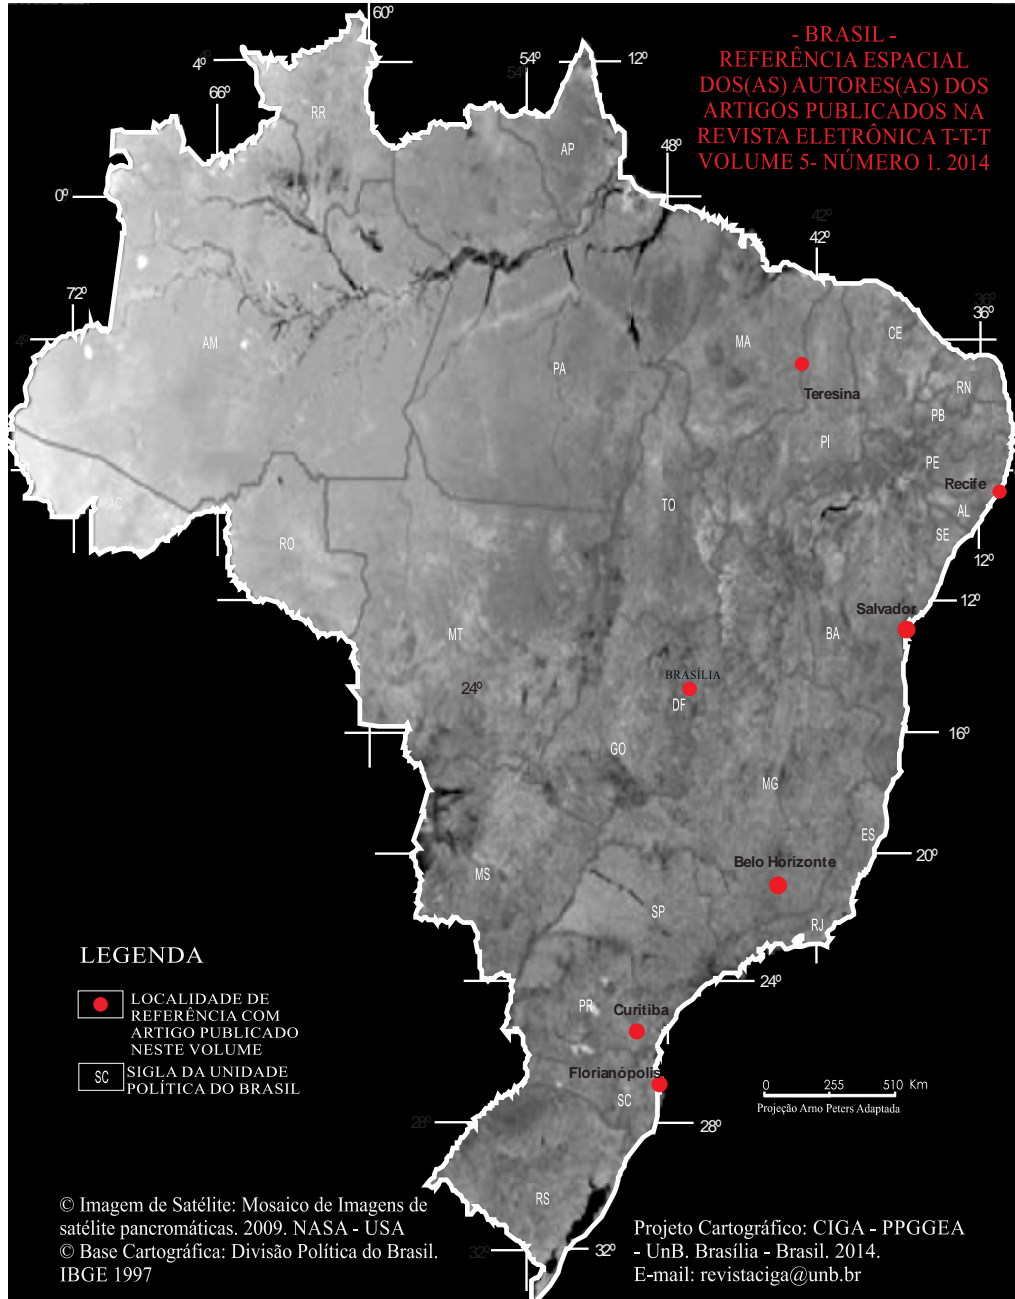 - BRASIL -
REFERÊNCIA ESPACIAL
DOS(AS) AUTORES(AS) DOS
ARTIGOS PUBLICADOS NA
REVISTA ELETRÔNICA T-T-T
VOLUME 5- NÚMERO 1. 2014
60º
4º
54º
54º
12º
66º
RR
AP
48º
0º
42º
42º
72º
36º
36º
4º
AM
MA
CE
PA
RN
Teresina
PB
PI
PE
Recife
AC
TO
AL
SE
RO
12º
12º
Salvador
MT
BA
BRASÍLIA
24º
DF
16º
GO
MG
ES
20º
Belo Horizonte
MS
SP
RJ
24º
PR
Curitiba
Florianópolis
SC
28º
28º
RS
32º
32º
LEGENDA
LOCALIDADE DE
REFERÊNCIA COM
ARTIGO PUBLICADO
NESTE VOLUME
SC
SIGLA DA UNIDADE
POLÍTICA DO BRASIL
0 255 510 Km
Projeção Arno Peters Adaptada
© Imagem de Satélite: Mosaico de Imagens de
satélite pancromáticas. 2009. NASA - USA
© Base Cartográfica: Divisão Política do Brasil.
IBGE 1997
Projeto Cartográfico: CIGA - PPGGEA
- UnB. Brasília - Brasil. 2014.
E-mail: revistaciga@unb.br